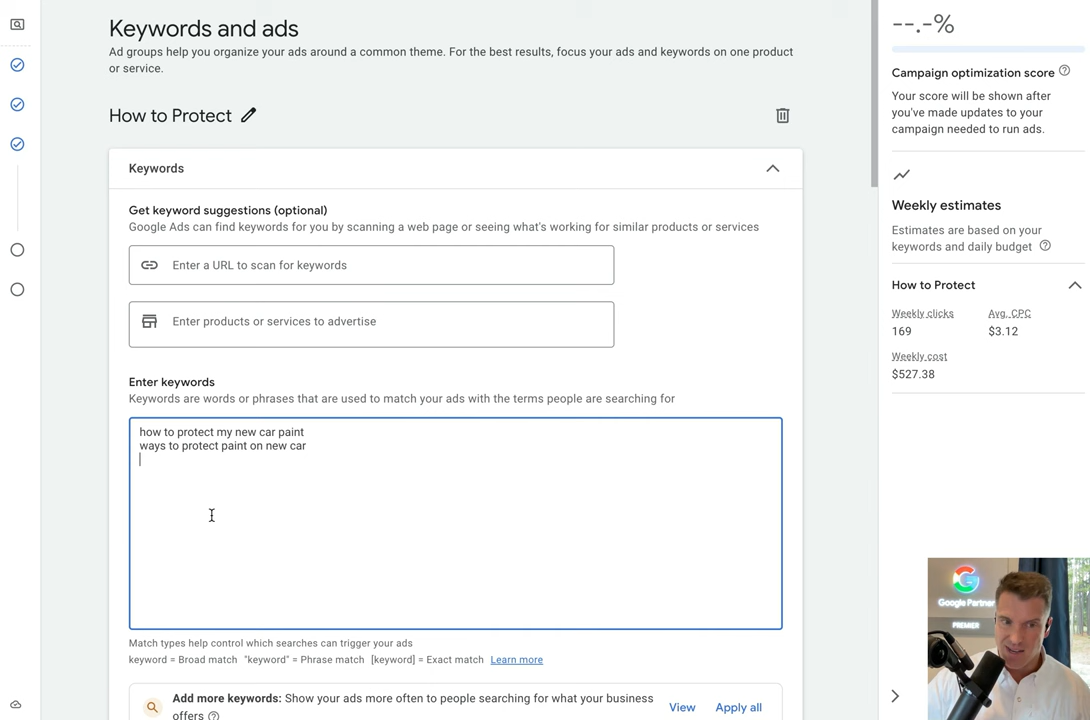 Keywords and ads
Ad groups help you organize your ads around a common theme. For the best results, focus your ads and keywords on one product
or service.
How to Protect
Keywords
Get keyword suggestions (optional)
Google Ads can find keywords for you by scanning a web page or seeing what's working for similar products or services
Enter a URL to scan for keywords
Enter products or services to advertise
Enter keywords
Keywords are words or phrases that are used to match your ads with the terms people are searching for
how to protect my new car paint
ways to protect paint on new car
Match types help control which searches can trigger your ads
keyword = Broad match "keyword" = Phrase match [keyword] = Exact match Learn more
Add more keywords: Show your ads more often to people searching for what your business
offers
View Apply all
--.-%
Campaign optimization score
Your score will be shown after
you've made updates to your
campaign needed to run ads.
Weekly estimates
Estimates are based on your
keywords and daily budget
How to Protect
Weekly clicks Avg. CPC
169 $3.12
Weekly cost
$527.38
Google Partner
PREMIER